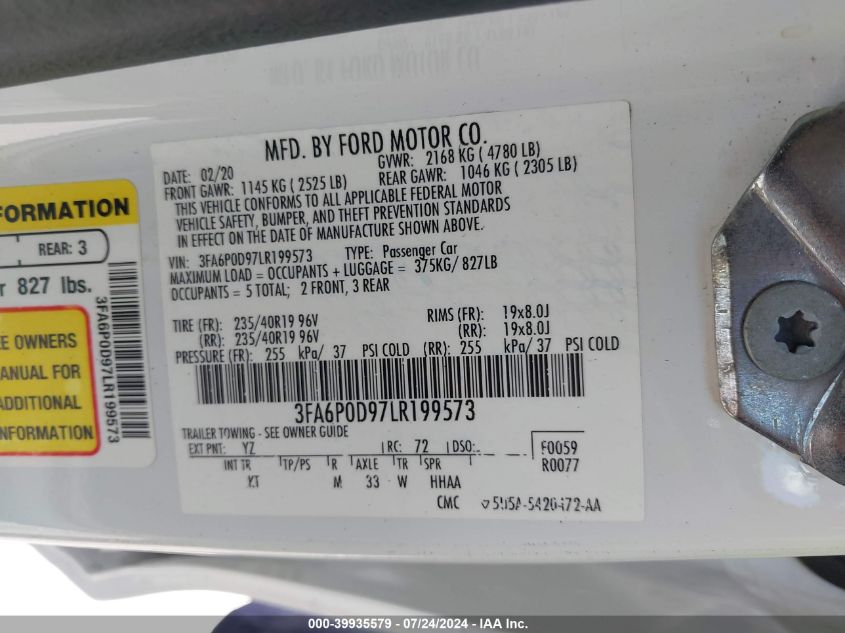 MFD. BY FORD MOTOR CO.
DATE: 02/20 GVWR: 2168 KG ( 4780 LB)
FRONT GAWR: 1145 KG ( 2525 LB) REAR GAWR: 1046 KG ( 2305 LB)
THIS VEHICLE CONFORMS TO ALL APPLICABLE FEDERAL MOTOR
VEHICLE SAFETY, BUMPER, AND THEFT PREVENTION STANDARDS
IN EFFECT ON THE DATE OF MANUFACTURE SHOWN ABOVE.
VIN: 3FA6P0D97LR199573 TYPE: Passenger Car
MAXIMUM LOAD = OCCUPANTS + LUGGAGE = 375KG/ 827LB
OCCUPANTS = 5 TOTAL; 2 FRONT, 3 REAR
TIRE (FR): 235/40R19 96V RIMS (FR): 19x8.0J
(RR): 235/40R19 96V (RR): 19x8.0J
PRESSURE (FR): 255 kPa/ 37 PSI COLD (RR): 255 kPa/ 37 PSI COLD
3FA6P0D97LR199573
TRAILER TOWING - SEE OWNER GUIDE
EXT PNT: YZ RC: 72 DSO: F0059
INT TR TP/PS R AXLE TR SPR R0077
M 33 W HHAA
CMC
FORMATION
REAR: 3
827 lbs.
EE OWNERS
ANUAL FOR
ADDITIONAL
NFORMATION
3FA6P0D97LR199573
000-39935579 / 07/24/2024 - IAA Inc.